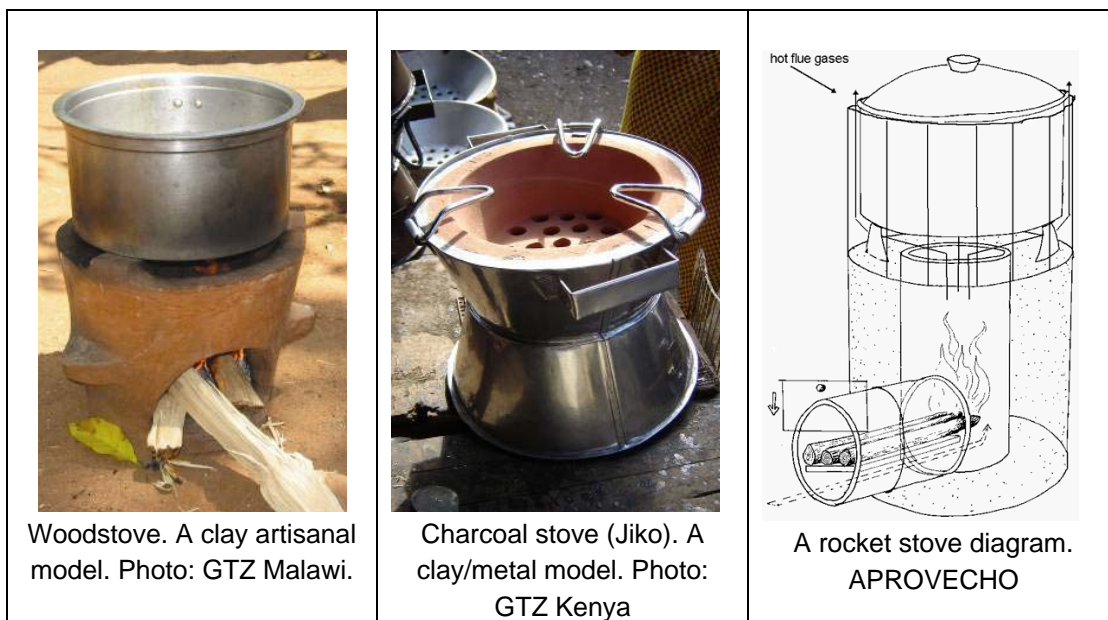 hot flue gases
Woodstove. A clay artisanal
model. Photo: GTZ Malawi.
Charcoal stove (Jiko). A
clay/metal model. Photo:
GTZ Kenya
A rocket stove diagram.
APROVECHO